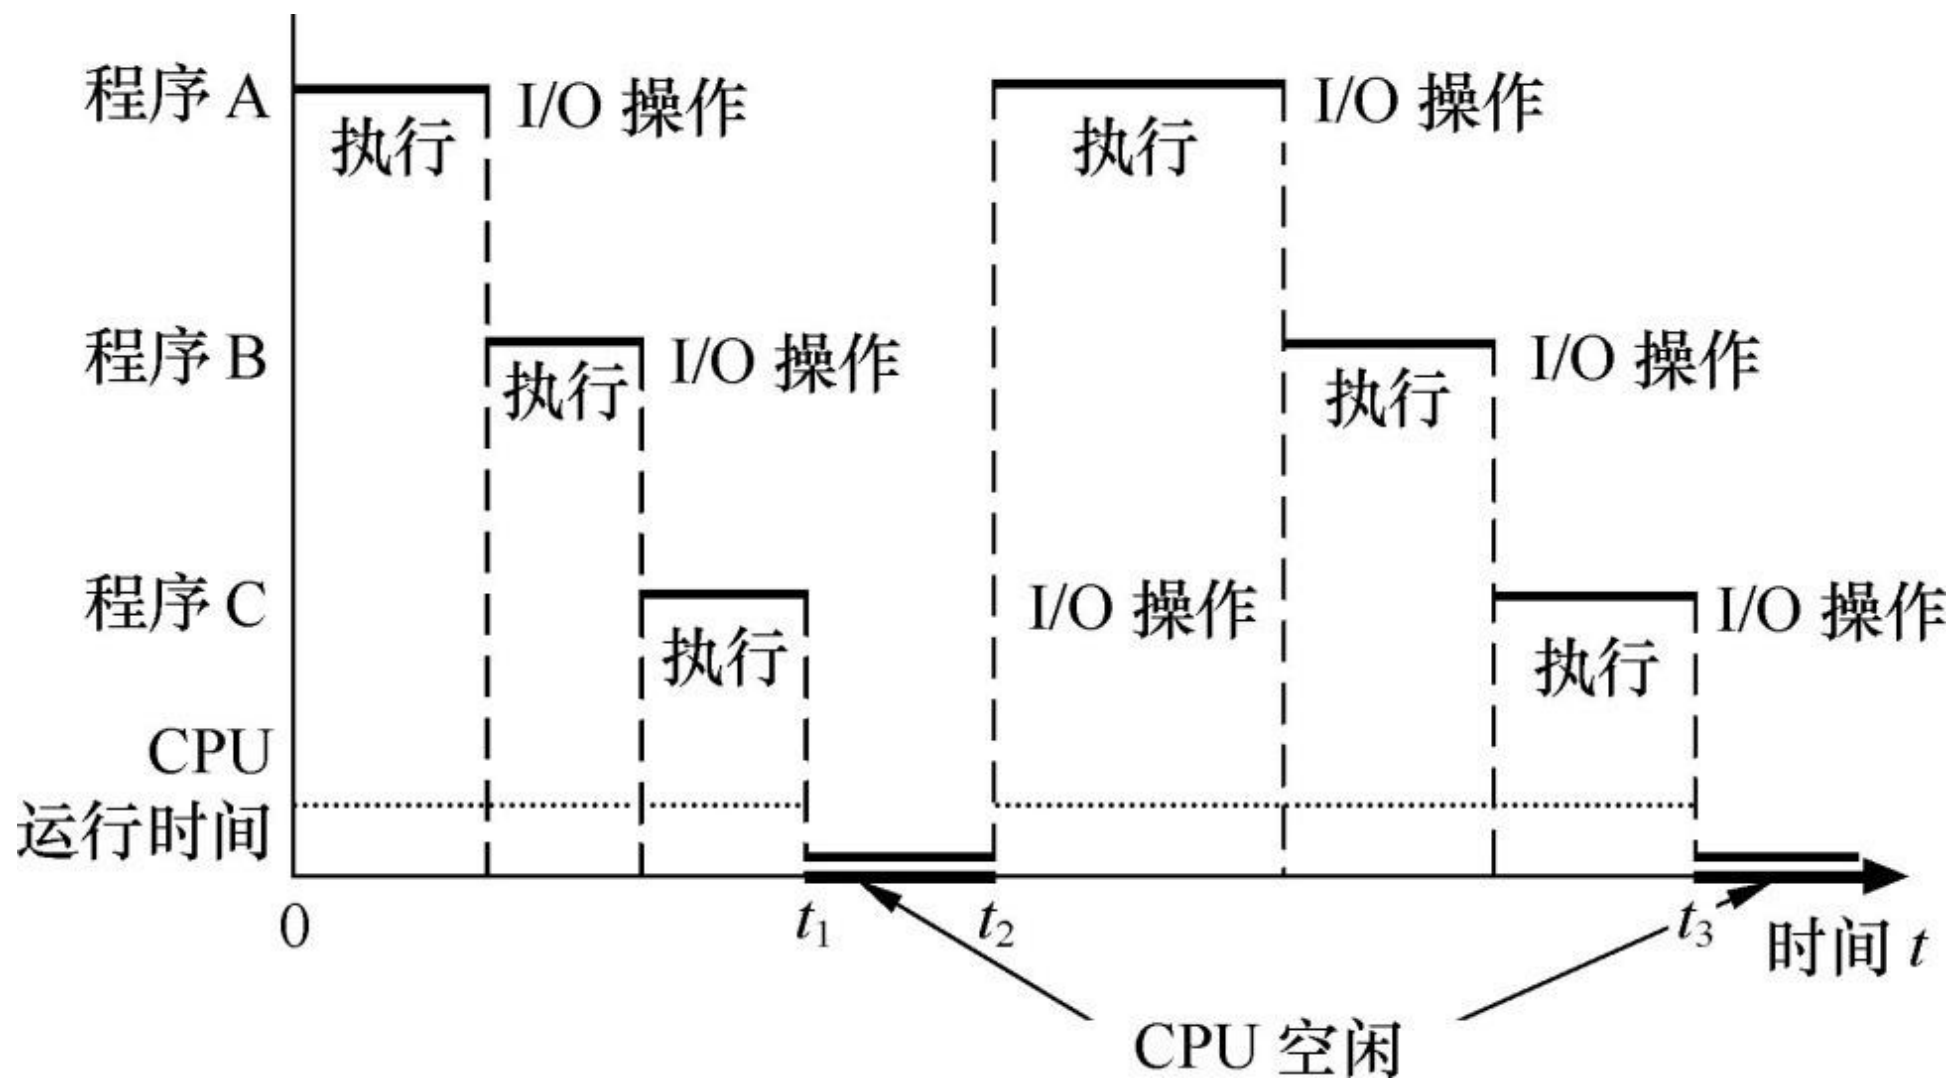 程序 A
I/O 操作
I/O 操作
执行
执行
程序 B
I/O 操作
I/O 操作
执行
执行
程序 C
I/O 操作
I/O 操作
执行
执行
CPU
运行时间
0
t₁
t₂
t₃
时间 t
CPU 空闲